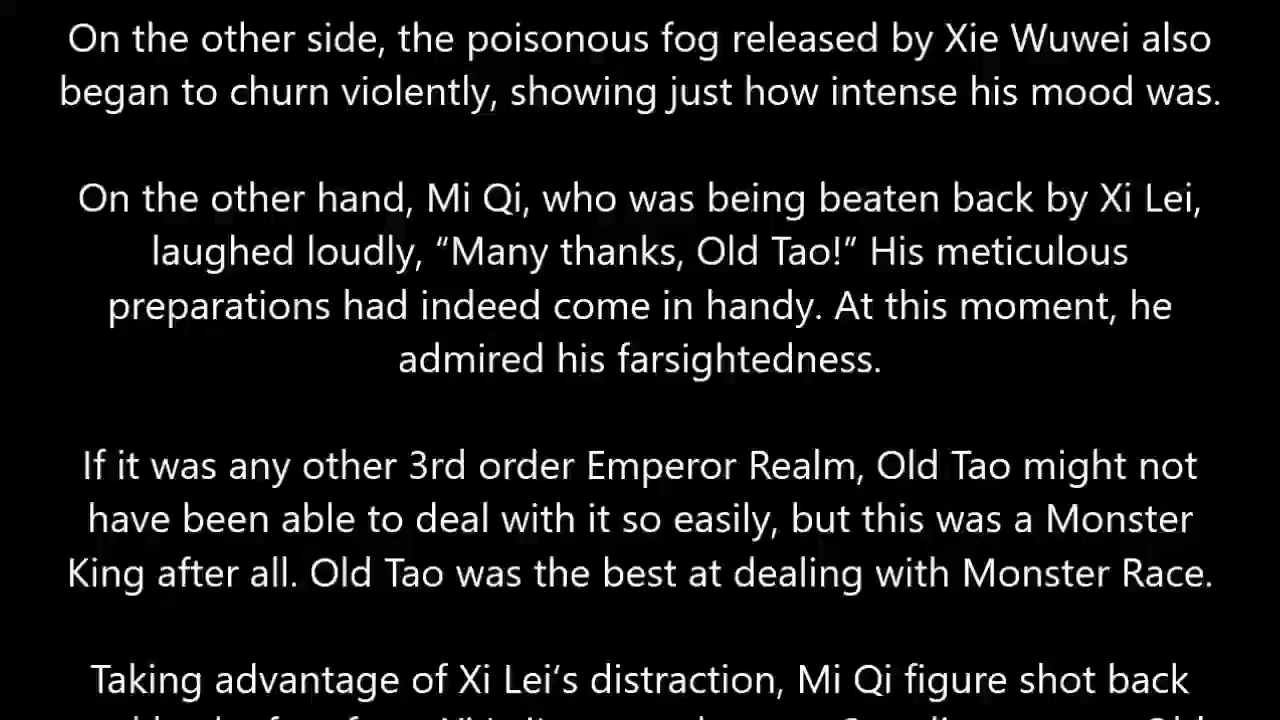 On the other side, the poisonous fog released by Xie Wuwei also
began to churn violently, showing just how intense his mood was.
On the other hand, Mi Qi, who was being beaten back by Xi Lei,
laughed loudly, “Many thanks, Old Tao!” His meticulous
preparations had indeed come in handy. At this moment, he
admired his farsightedness.
If it was any other 3rd order Emperor Realm, Old Tao might not
have been able to deal with it so easily, but this was a Monster
King after all. Old Tao was the best at dealing with Monster Race.
Taking advantage of Xi Lei‘s distraction, Mi Qi figure shot back